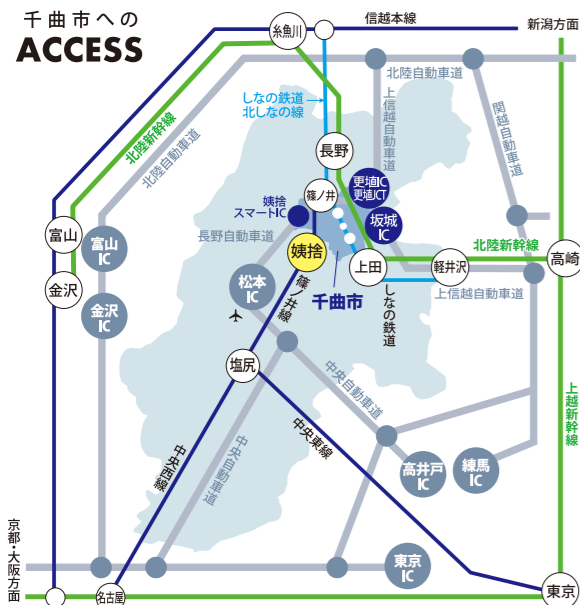 千曲市への
ACCESS
糸魚川
信越本線
新潟方面
北陸自動車道
しなの鉄道
北しなの線
上信越自動車道
関越自動車道
北陸新幹線
北陸自動車道
長野
篠ノ井
更埴IC
更埴JCT
姨捨
スマートIC
坂城
IC
長野自動車道
姨捨
富山
富山
IC
金沢
金沢
IC
松本
IC
篠ノ井線
千曲市
上田
しなの鉄道
軽井沢
北陸新幹線
高崎
上信越自動車道
塩尻
中央自動車道
中央東線
上越新幹線
中央西線
中央自動車道
高井戸
IC
練馬
IC
京都・大阪方面
東京
IC
名古屋
東京